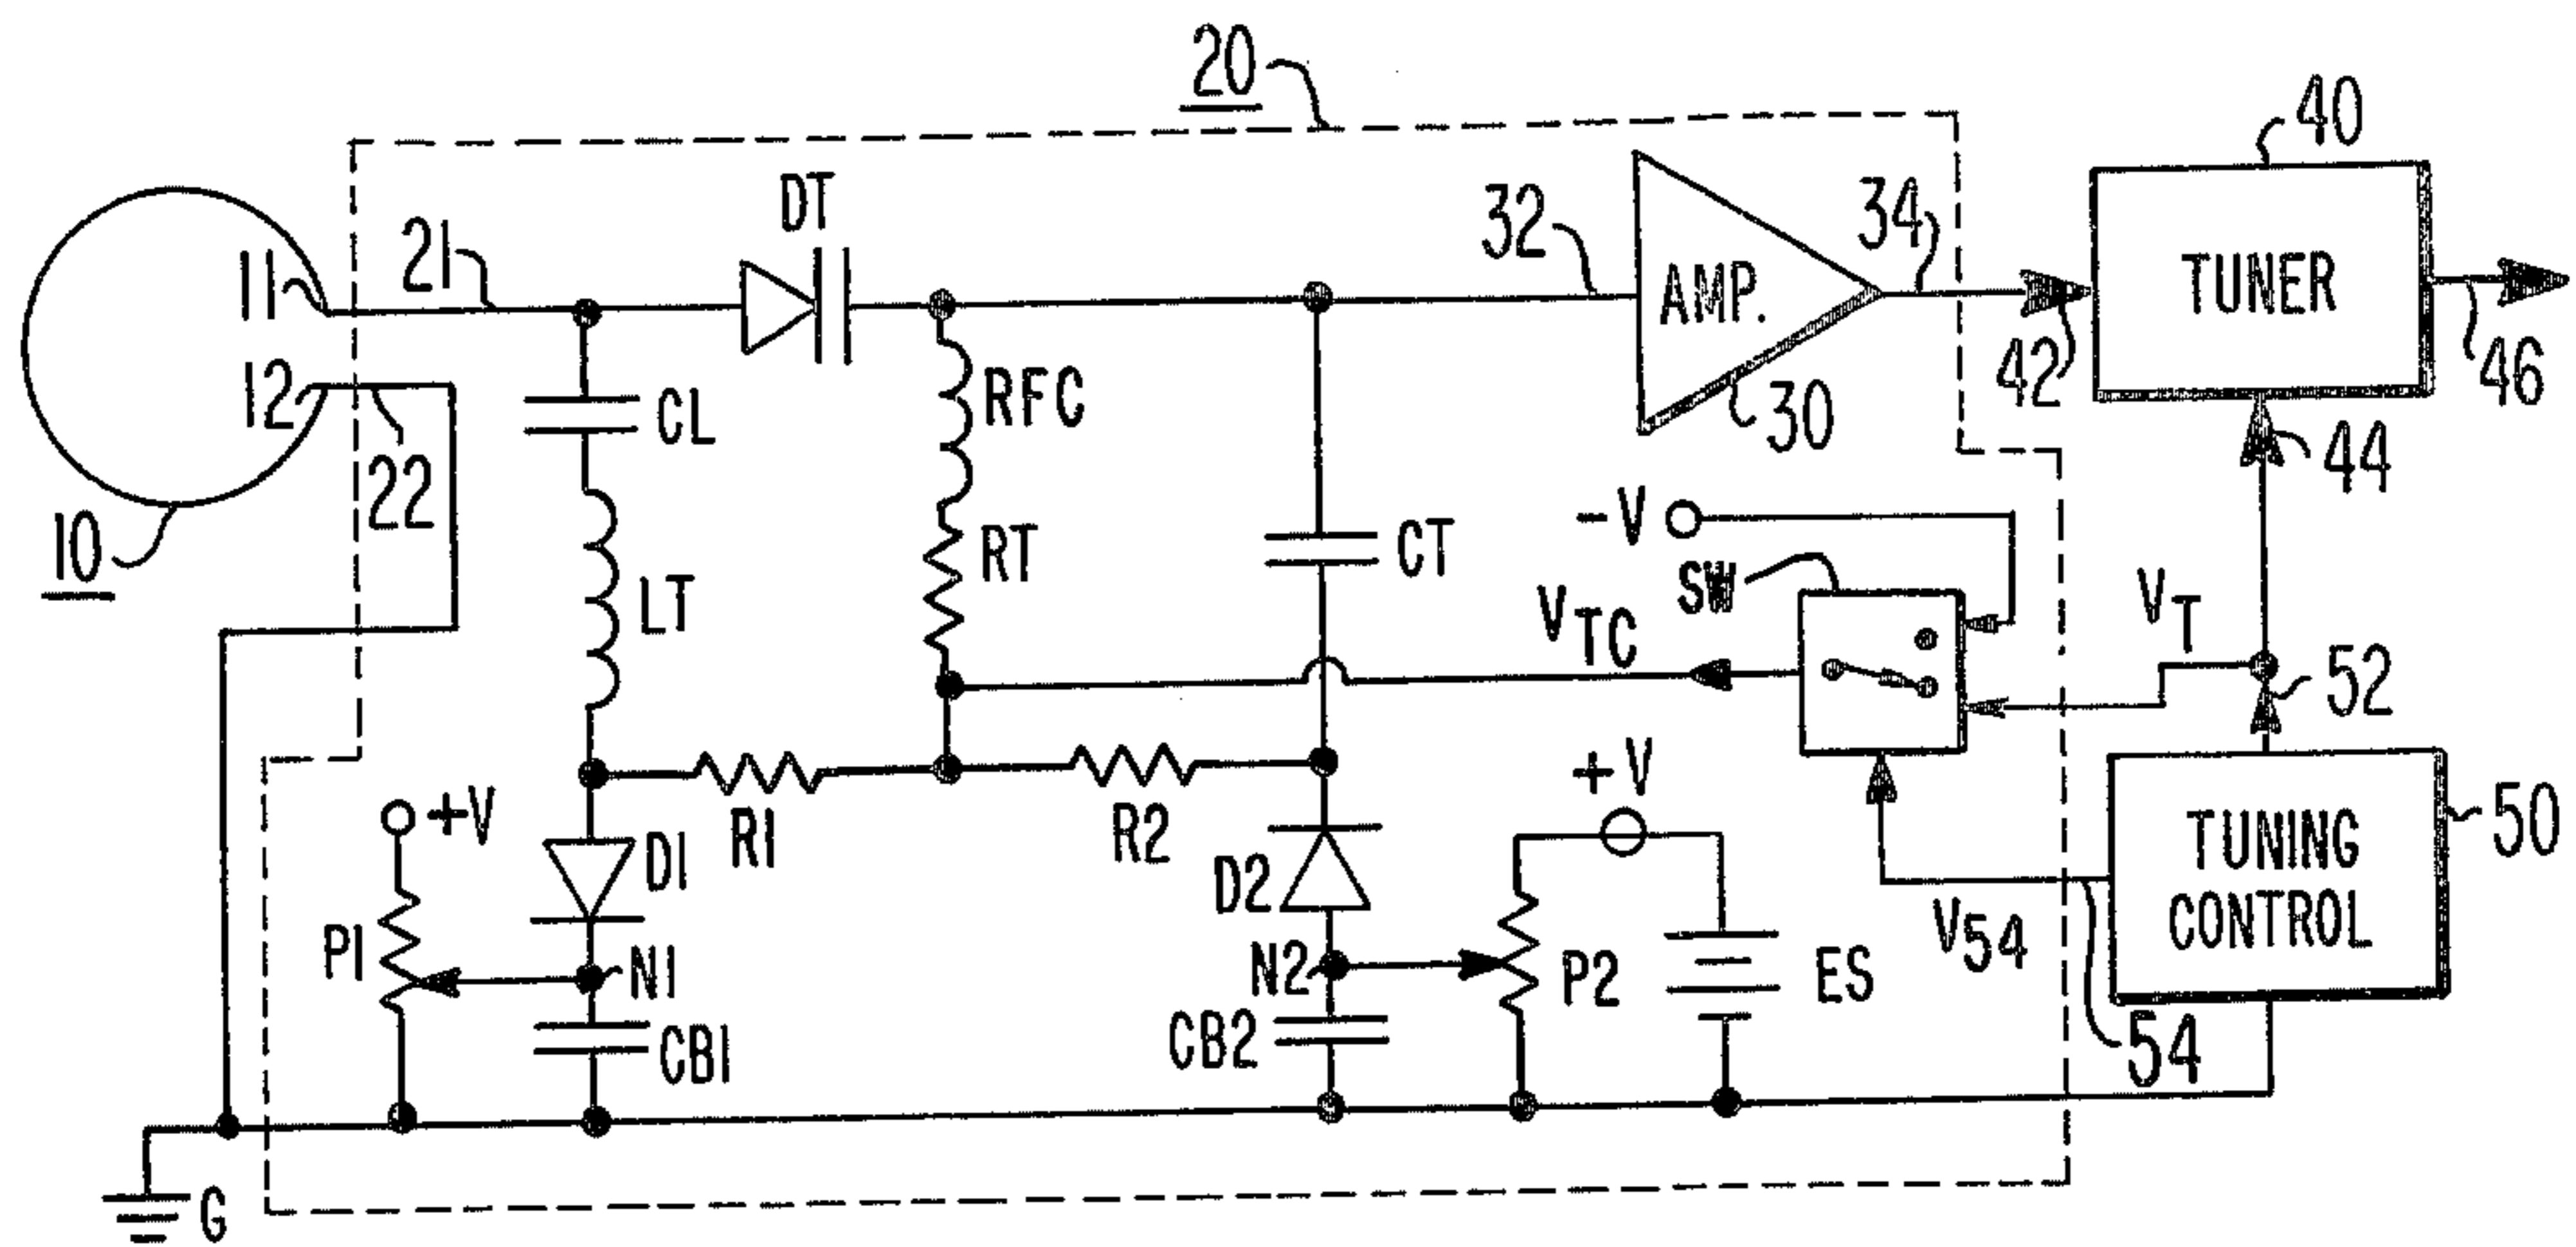 20
40
DT
11
21
32
34
AMP.
TUNER
12
CL
RFC
30
42
46
22
44
10
-V
RT
CT
SW
LT
VTC
VT
52
+V
+V
R1
R2
D1
D2
TUNING
CONTROL
50
P1
N1
N2
P2
ES
V54
CB1
CB2
54
G